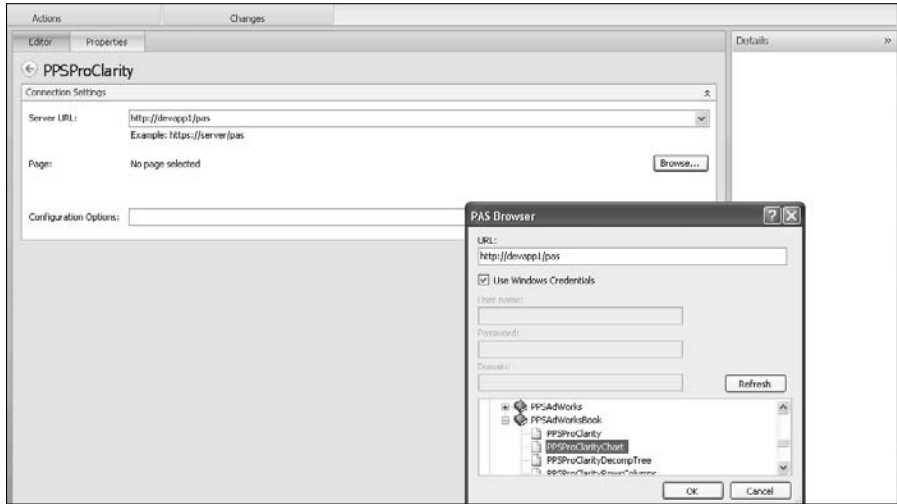 Actions Changes
Editor Properties
Details »
PPSProClarity
Connection Settings
Server URL: http://devapp1/pas
Example: https://server/pas
Page: No page selected Browse...
Configuration Options:
PAS Browser
URL:
http://devapp1/pas
Use Windows Credentials
User name:
Password:
Domain:
Refresh
PPSAdWorks
PPSAdWorksBook
PPSProClarity
PPSProClarityChart
PPSProClarityDecompTree
PPSProClarityRowsColumns
OK Cancel